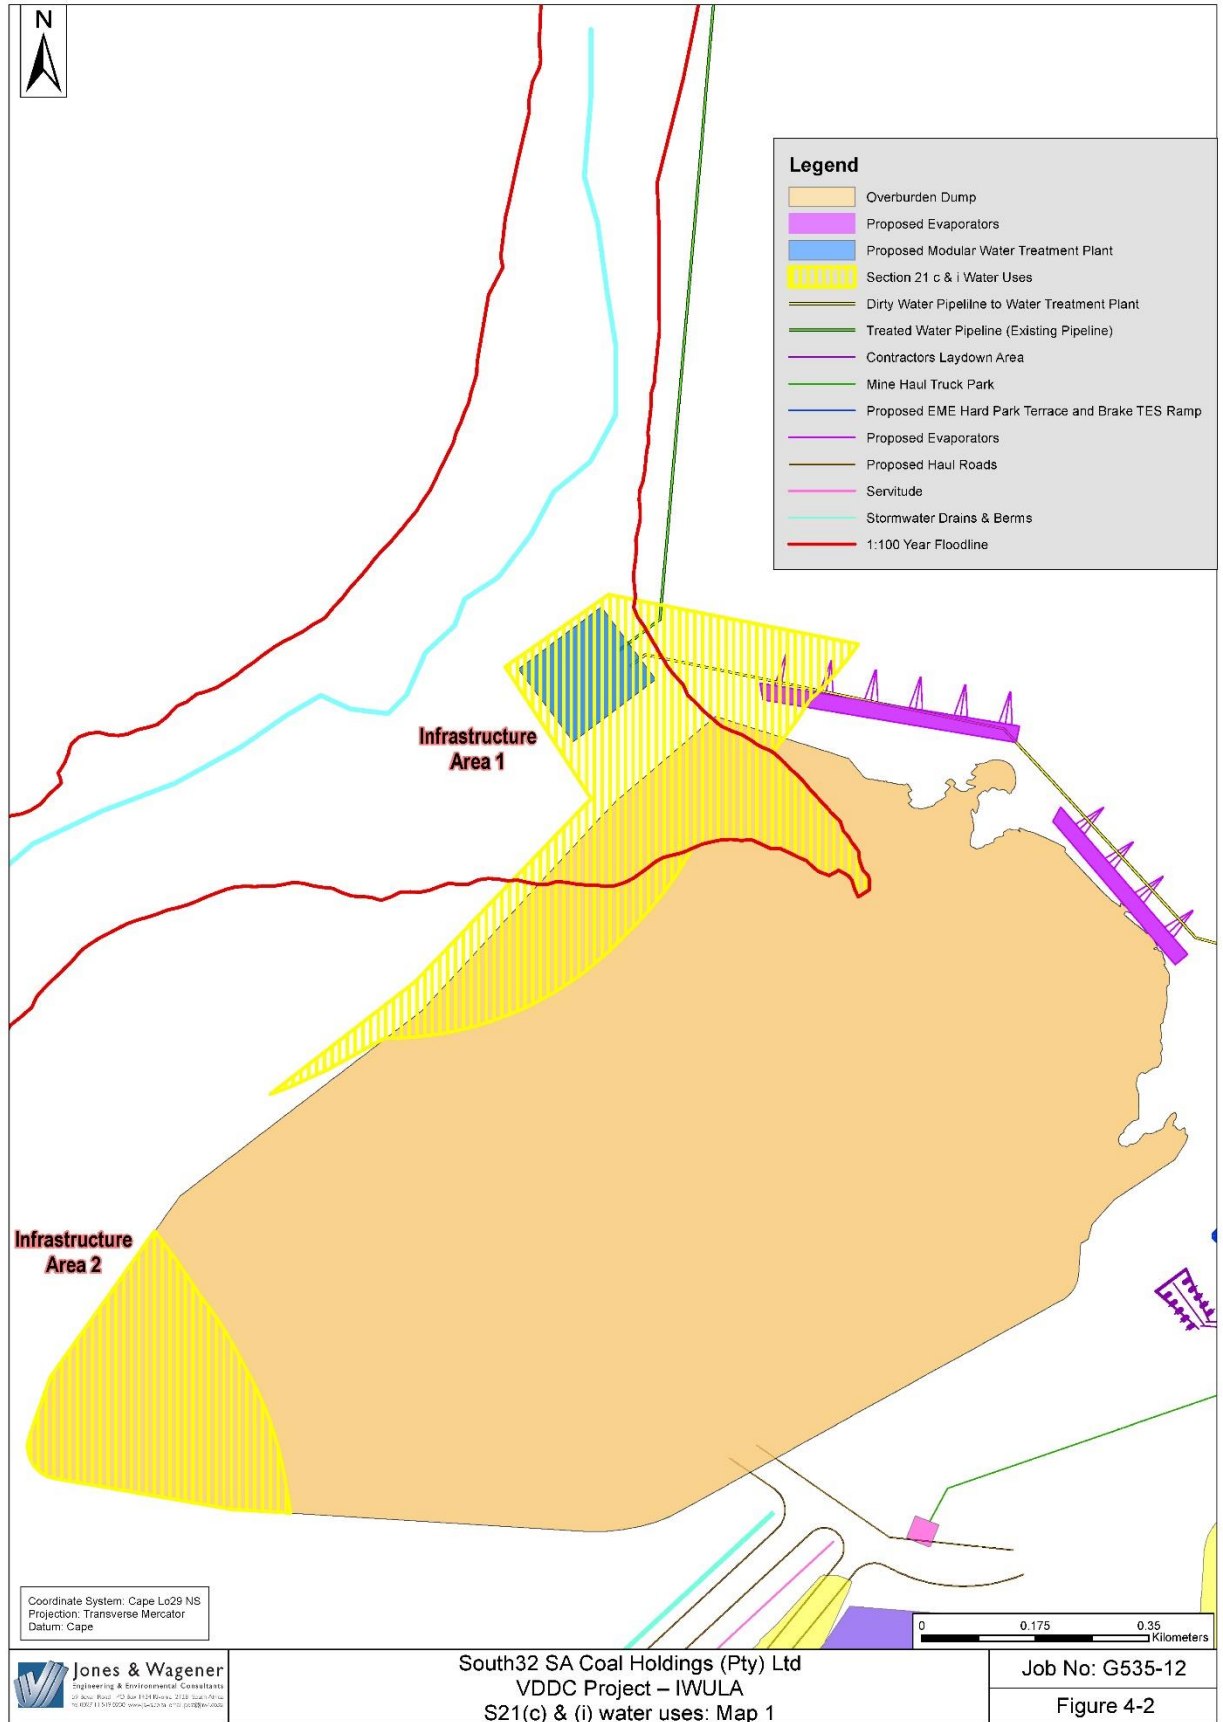 N
Legend
Overburden Dump
Proposed Evaporators
Proposed Modular Water Treatment Plant
Section 21 c & i Water Uses
Dirty Water Pipelilne to Water Treatment Plant
Treated Water Pipeline (Existing Pipeline)
Contractors Laydown Area
Mine Haul Truck Park
Proposed EME Hard Park Terrace and Brake TES Ramp
Proposed Evaporators
Proposed Haul Roads
Servitude
Stormwater Drains & Berms
1:100 Year Floodline
Infrastructure
Area 1
Infrastructure
Area 2
Coordinate System: Cape Lo29 NS
Projection: Transverse Mercator
Datum: Cape
0 0.175 0.35
Kilometers
Jones & Wagener
Engineering & Environmental Consultants
South32 SA Coal Holdings (Pty) Ltd
VDDC Project – IWULA
S21(c) & (i) water uses: Map 1
Job No: G535-12
Figure 4-2